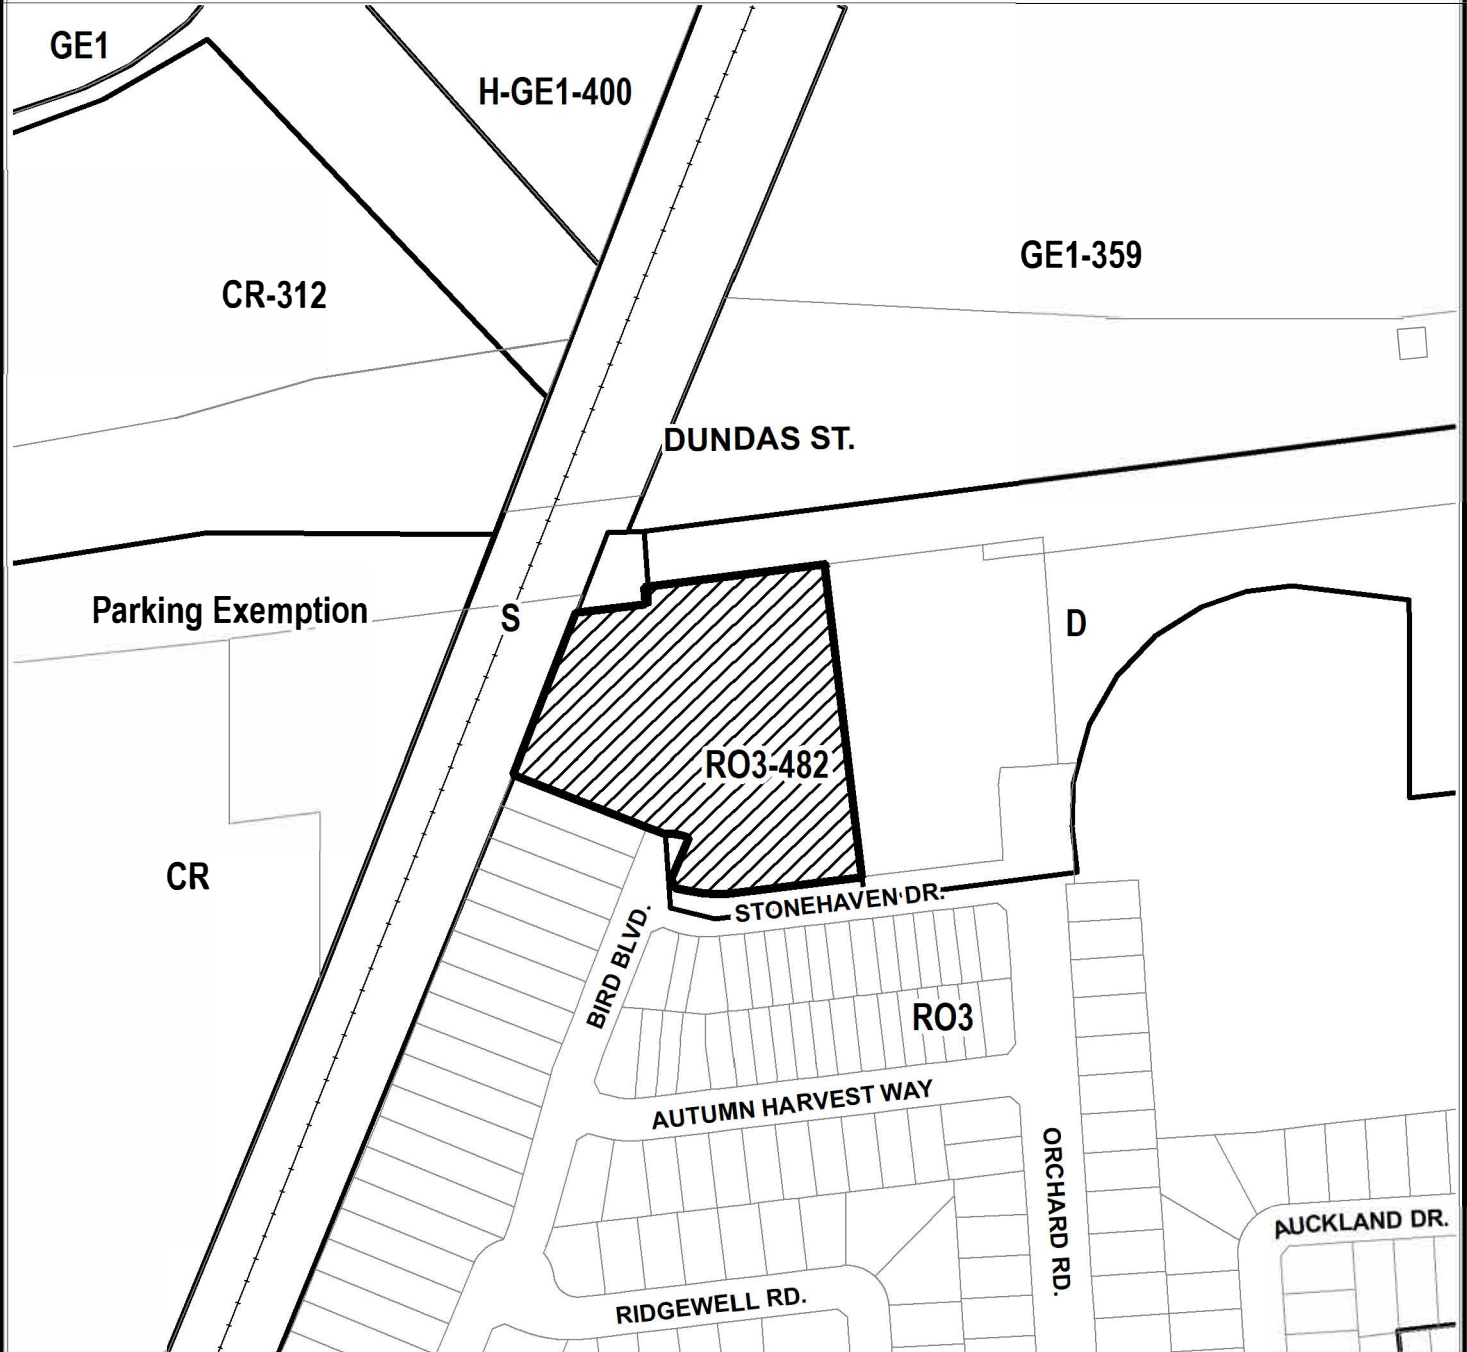 GE1
H-GE1-400
GE1-359
CR-312
DUNDAS ST.
Parking Exemption
S
D
RO3-482
CR
STONEHAVEN DR.
BIRD BLVD.
RO3
AUTUMN HARVEST WAY
ORCHARD RD.
AUCKLAND DR.
RIDGEWELL RD.